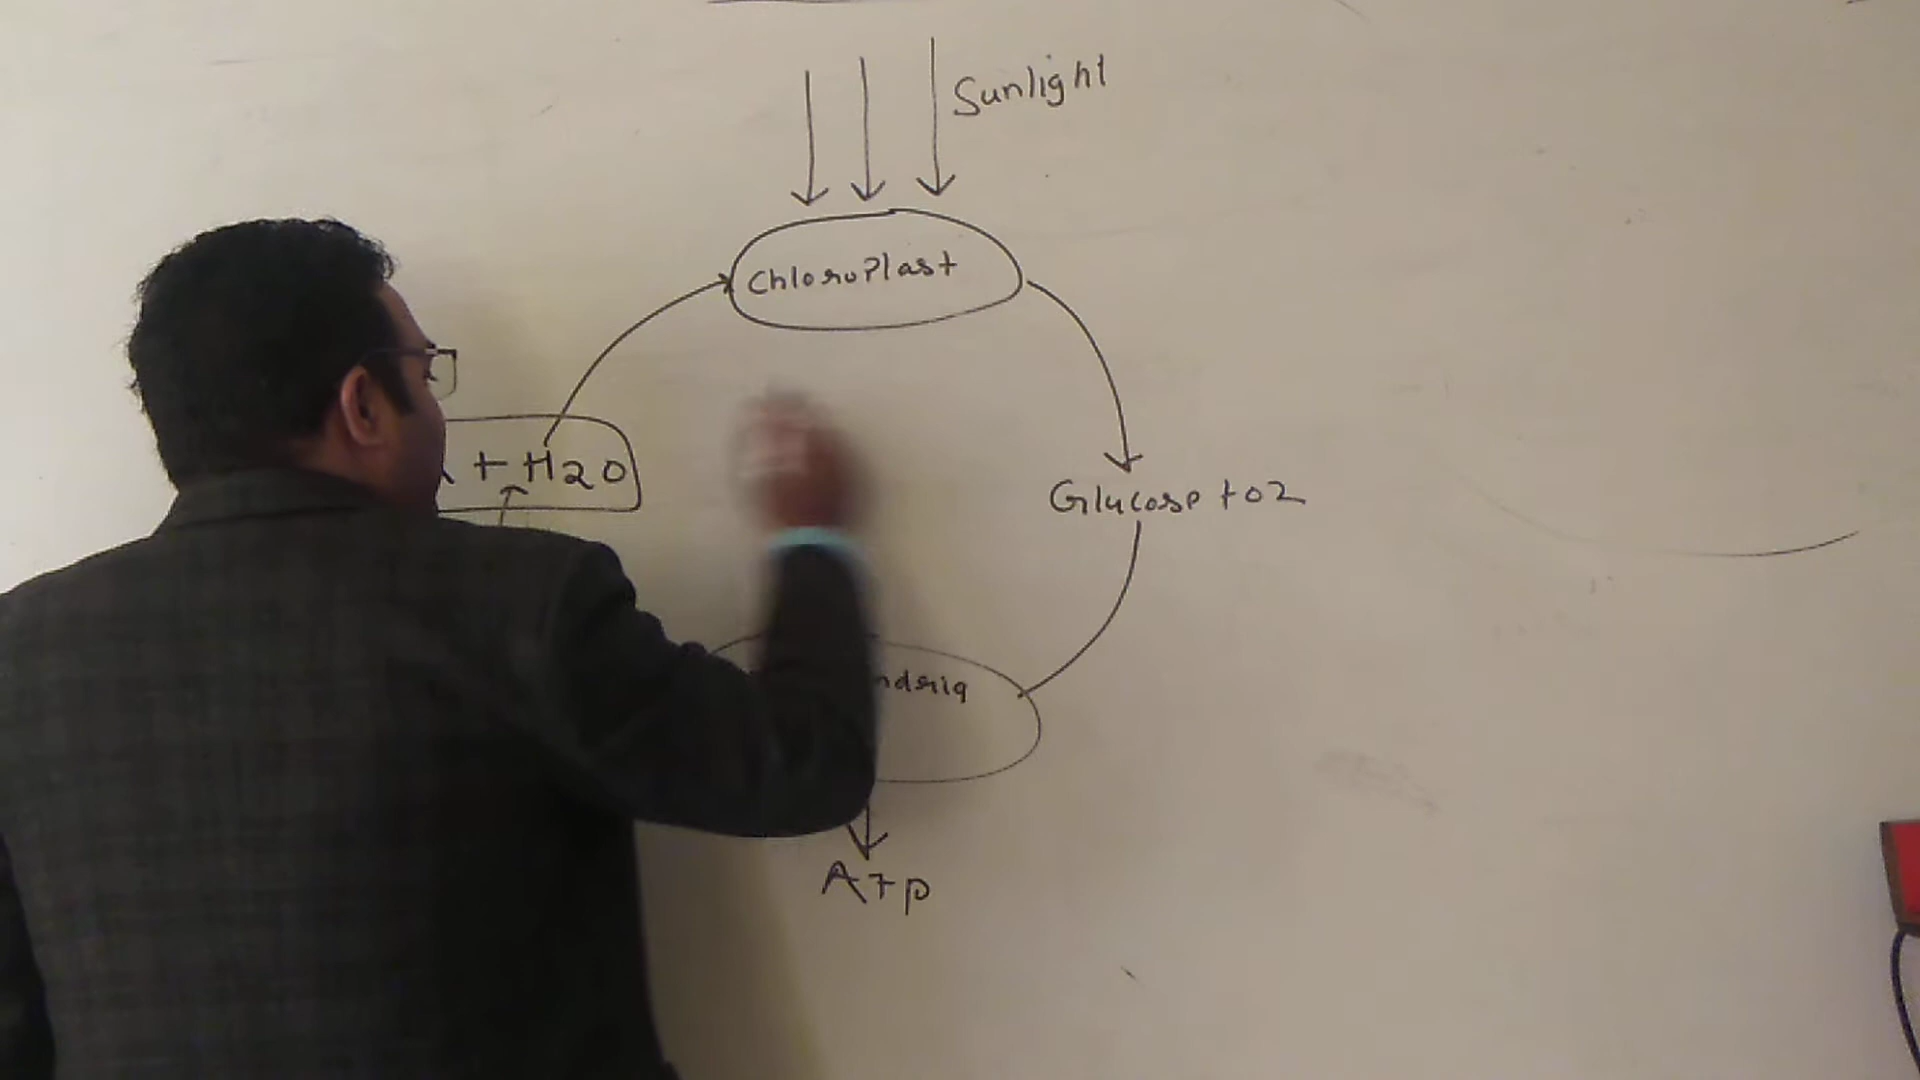 Sunlight
Chloroplast
+ H2O
Glucose + O2
ndria
ATP